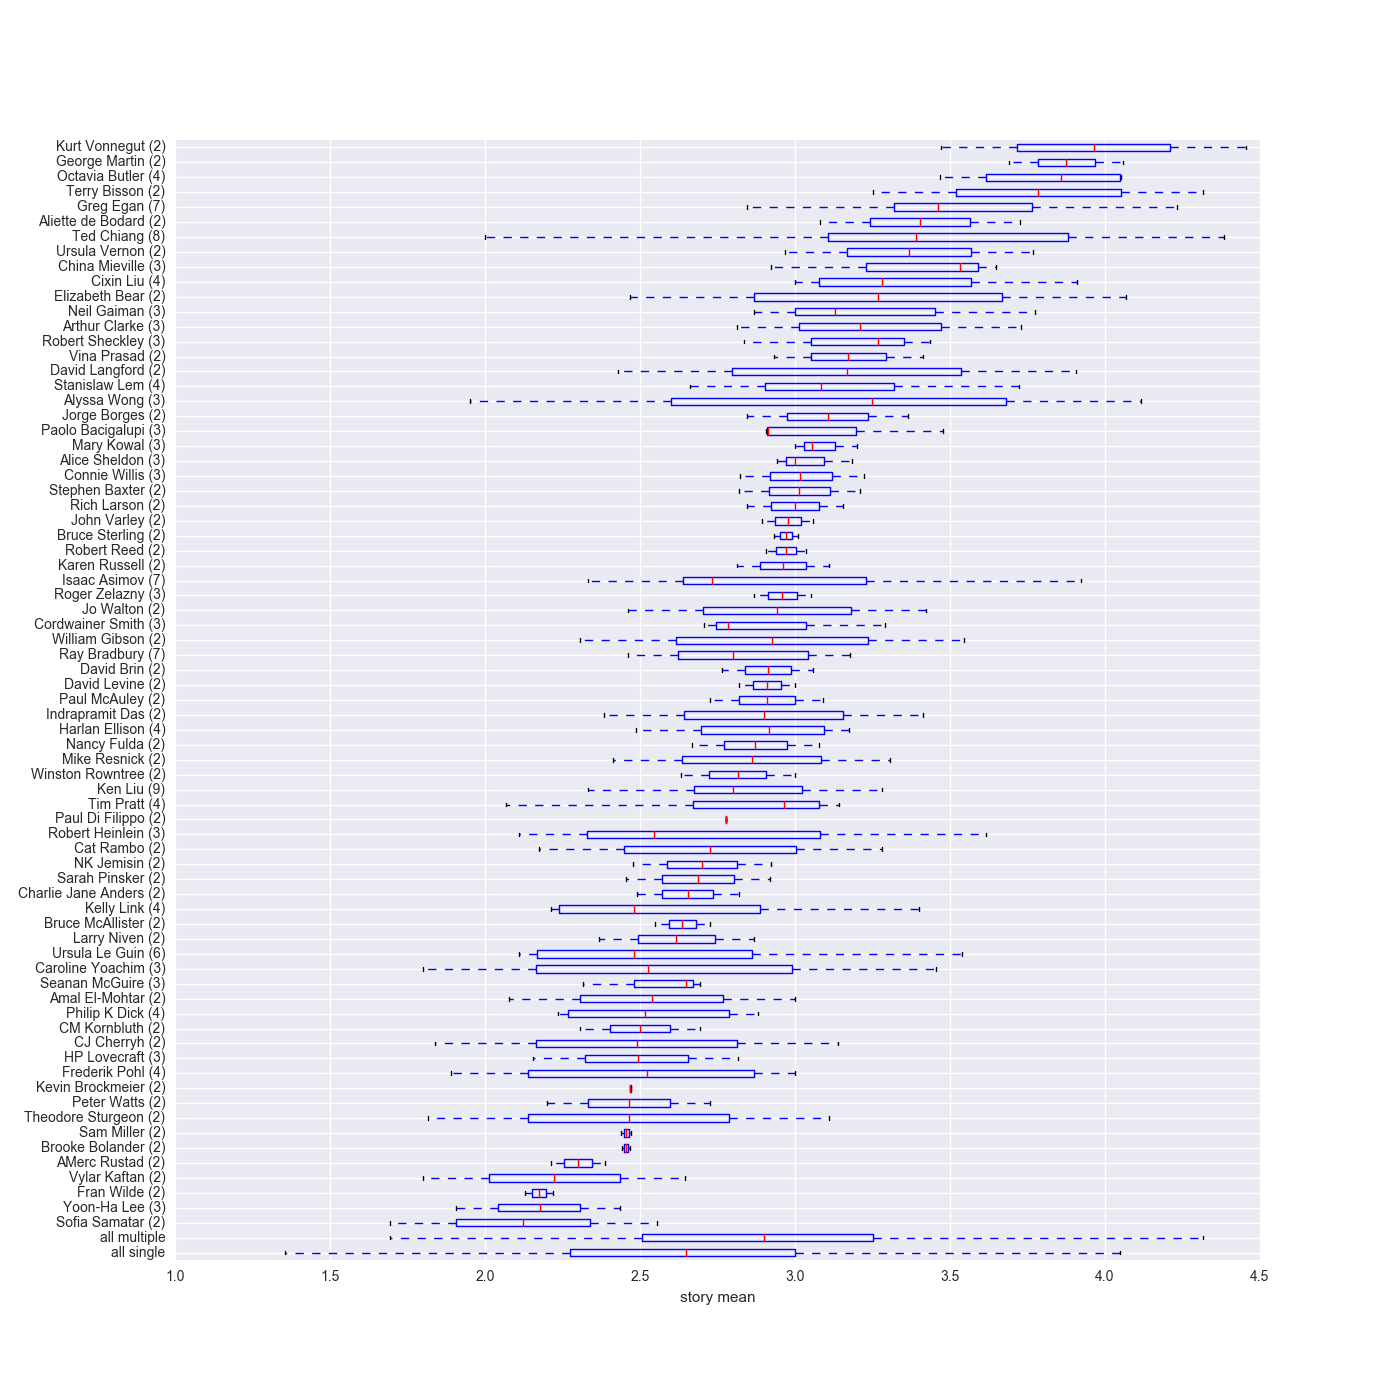 Kurt Vonnegut (2)
George Martin (2)
Octavia Butler (4)
Terry Bisson (2)
Greg Egan (7)
Aliette de Bodard (2)
Ted Chiang (8)
Ursula Vernon (2)
China Mieville (3)
Cixin Liu (4)
Elizabeth Bear (2)
Neil Gaiman (3)
Arthur Clarke (3)
Robert Sheckley (3)
Vina Prasad (2)
David Langford (2)
Stanislaw Lem (4)
Alyssa Wong (3)
Jorge Borges (2)
Paolo Bacigalupi (3)
Mary Kowal (3)
Alice Sheldon (3)
Connie Willis (3)
Stephen Baxter (2)
Rich Larson (2)
John Varley (2)
Bruce Sterling (2)
Robert Reed (2)
Karen Russell (2)
Isaac Asimov (7)
Roger Zelazny (3)
Jo Walton (2)
Cordwainer Smith (3)
William Gibson (2)
Ray Bradbury (7)
David Brin (2)
David Levine (2)
Paul McAuley (2)
Indrapramit Das (2)
Harlan Ellison (4)
Nancy Fulda (2)
Mike Resnick (2)
Winston Rowntree (2)
Ken Liu (9)
Tim Pratt (4)
Paul Di Filippo (2)
Robert Heinlein (3)
Cat Rambo (2)
NK Jemisin (2)
Sarah Pinsker (2)
Charlie Jane Anders (2)
Kelly Link (4)
Bruce McAllister (2)
Larry Niven (2)
Ursula Le Guin (6)
Caroline Yoachim (3)
Seanan McGuire (3)
Amal El-Mohtar (2)
Philip K Dick (4)
CM Kornbluth (2)
CJ Cherryh (2)
HP Lovecraft (3)
Frederik Pohl (4)
Kevin Brockmeier (2)
Peter Watts (2)
Theodore Sturgeon (2)
Sam Miller (2)
Brooke Bolander (2)
AMerc Rustad (2)
Vylar Kaftan (2)
Fran Wilde (2)
Yoon-Ha Lee (3)
Sofia Samatar (2)
all multiple
all single
1.0 1.5 2.0 2.5 3.0 3.5 4.0 4.5
story mean